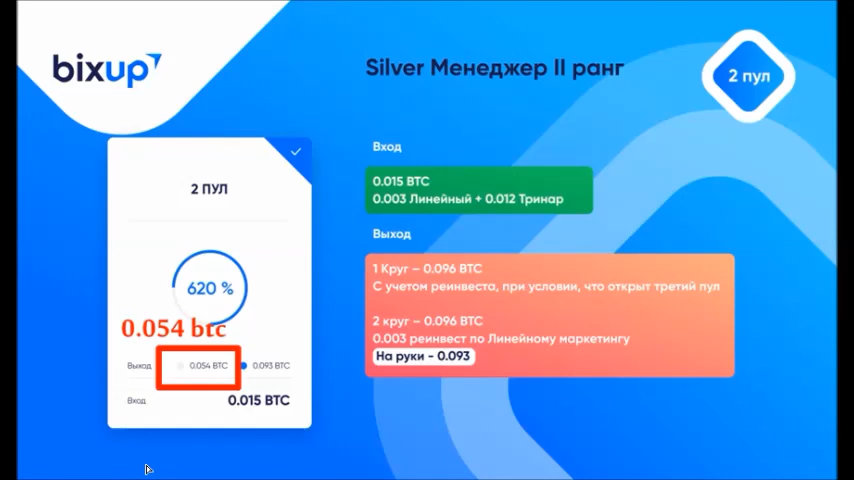 bixup
Silver Менеджер II ранг
2 пул
2 ПУЛ
620 %
0.054 btc
Выход 0.054 BTC 0.093 BTC
Вход 0.015 BTC
Вход
0.015 BTC
0.003 Линейный + 0.012 Тринар
Выход
1 Круг – 0.096 BTC
С учетом реинвеста, при условии, что открыт третий пул
2 круг – 0.096 BTC
0.003 реинвест по Линейному маркетингу
На руки - 0.093